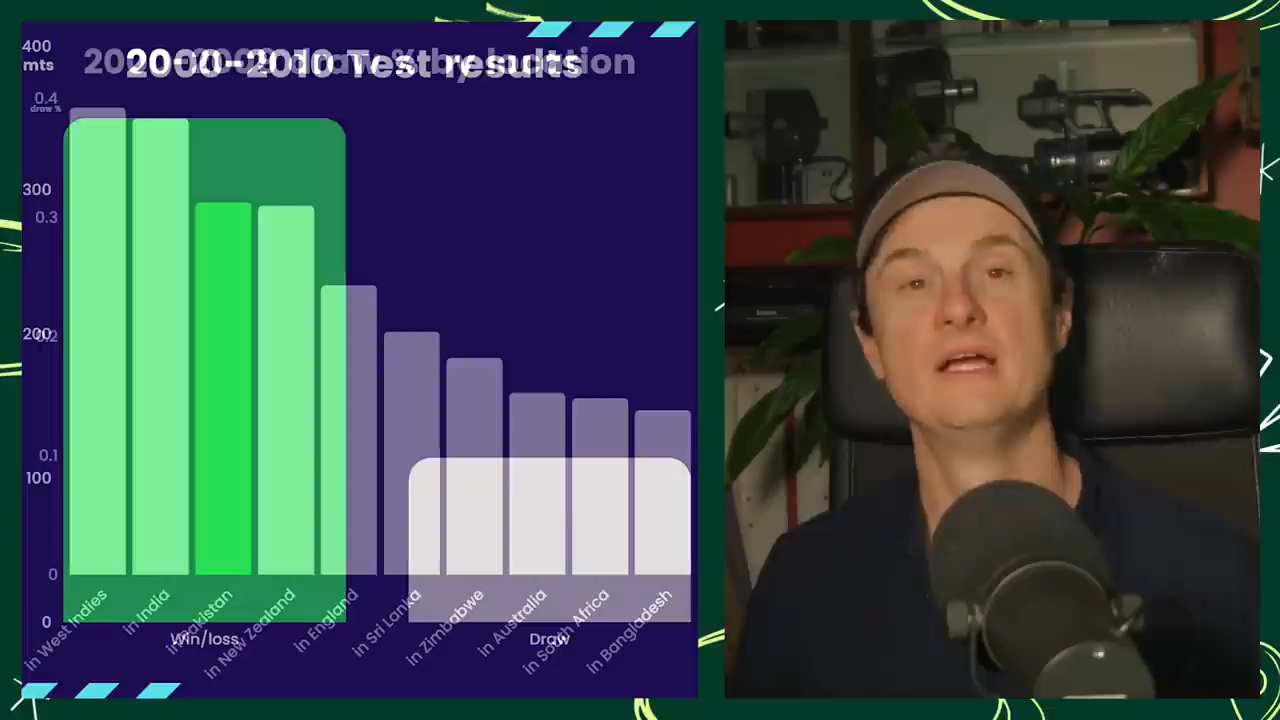 400
mts
2000-2010 Test results
0.4
draw %
300
0.3
200
0.2
0.1
100
0
0
in West Indies
in India
in Pakistan
in New Zealand
in England
in Sri Lanka
in Zimbabwe
in Australia
in South Africa
in Bangladesh
Win/loss
Draw